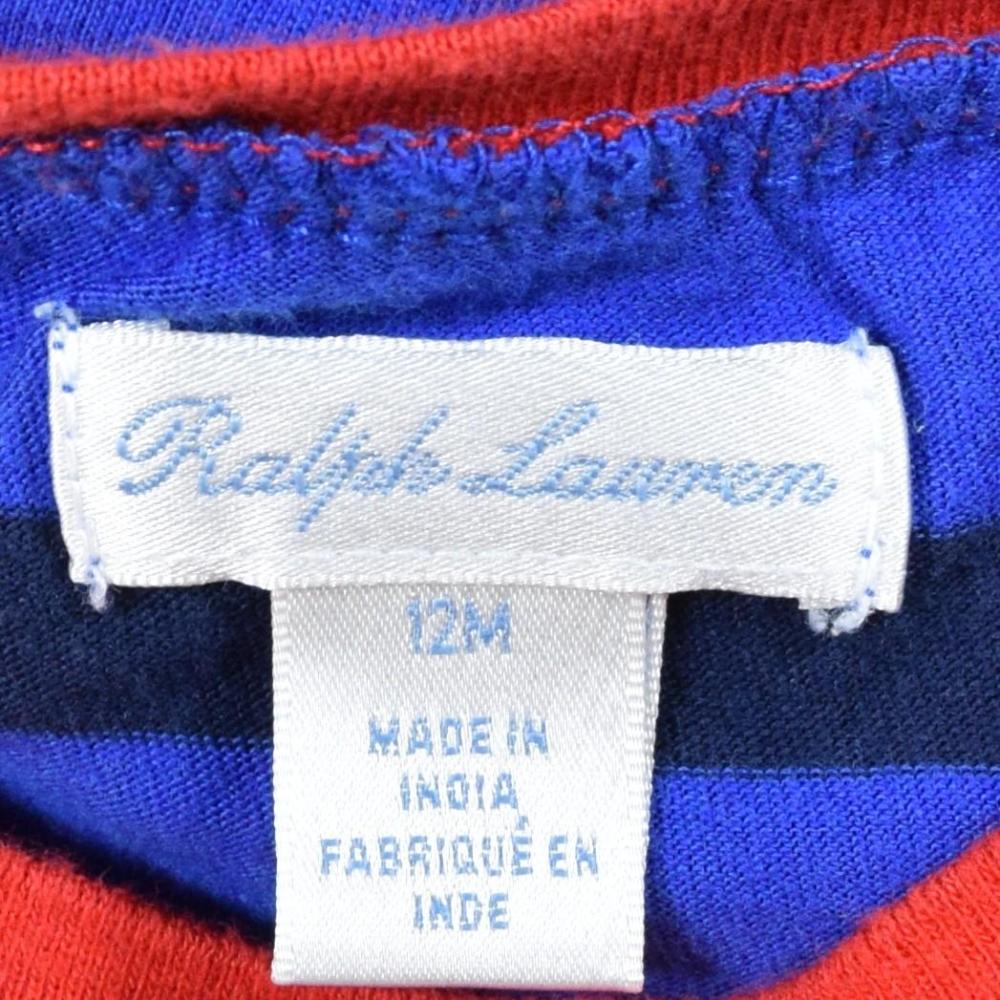 Ralph Lauren
12M
MADE IN
INDIA
FABRIQUÉ EN
INDE